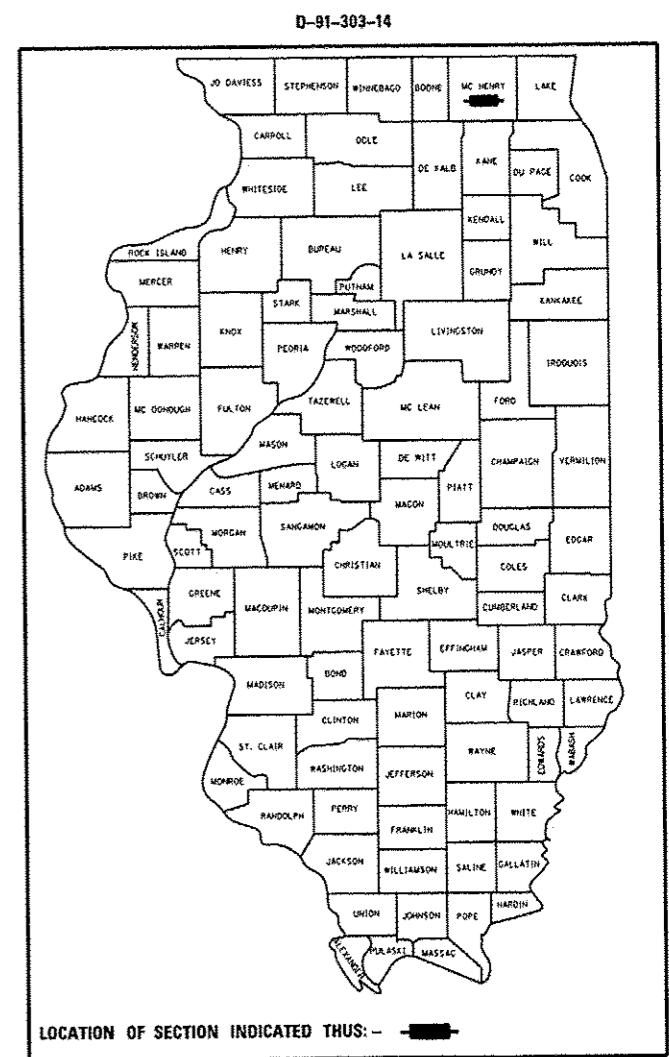 D-91-303-14
JO DAVIESS
STEPHENSON
WINNEBAGO
BOONE
MC HENRY
LAKE
CARROLL
OGLE
DE KALB
KANE
DU PAGE
COOK
WHITESIDE
LEE
KENDALL
WILL
ROCK ISLAND
HENRY
BUREAU
LA SALLE
GRUNDY
MERCER
PUTNAM
KANKAKEE
STARK
MARSHALL
LIVINGSTON
HENDERSON
WARREN
KNOX
PEORIA
WOODFORD
IROQUOIS
HANCOCK
MC DONOUGH
FULTON
TAZEWELL
MC LEAN
FORD
MASON
SCHUYLER
LOGAN
DE WITT
CHAMPAIGN
VERMILION
ADAMS
BROWN
CASS
MENARD
MACON
PIATT
MORGAN
SANGAMON
DOUGLAS
PIKE
SCOTT
CHRISTIAN
MOULTRIE
EDGAR
COLES
GREENE
MACOUPIN
MONTGOMERY
SHELBY
CLARK
CALHOUN
CUMBERLAND
JERSEY
FAYETTE
EFFINGHAM
JASPER
CRAWFORD
MADISON
BOND
CLAY
RICHLAND
LAWRENCE
CLINTON
MARION
ST. CLAIR
WAYNE
EDWARDS
WABASH
WASHINGTON
JEFFERSON
MONROE
RANDOLPH
PERRY
HAMILTON
WHITE
FRANKLIN
JACKSON
WILLIAMSON
SALINE
GALLATIN
UNION
JOHNSON
POPE
HARDIN
ALEXANDER
PULASKI
MASSAC
LOCATION OF SECTION INDICATED THUS: -